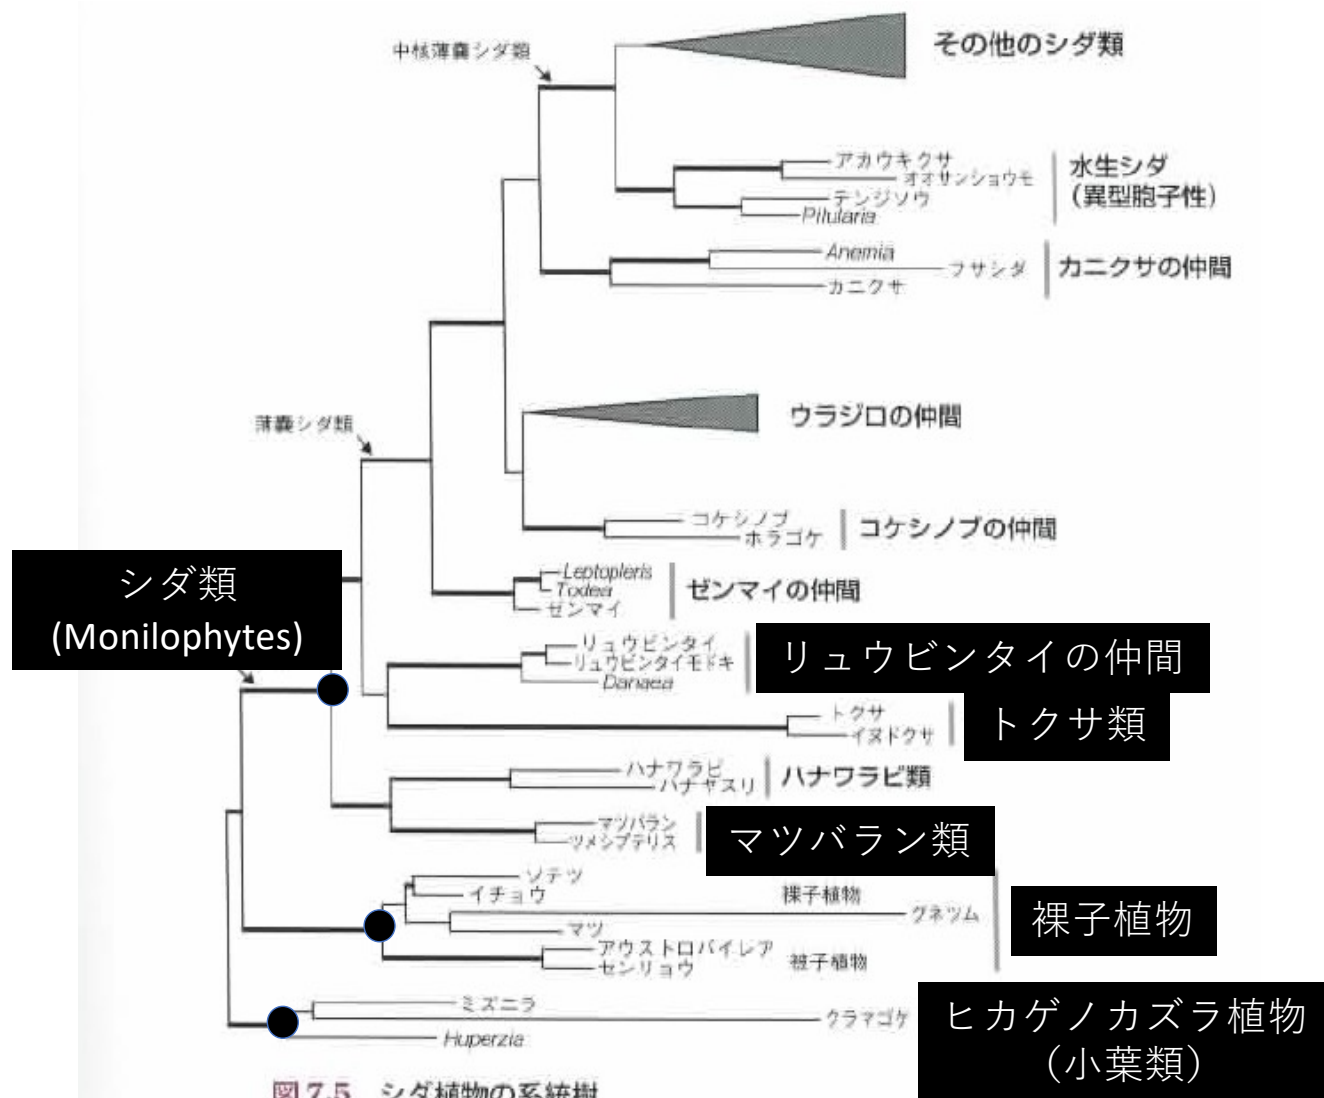 中核薄嚢シダ類
その他のシダ類
アカウキクサ
オオサンショウモ
テンジソウ
Pilularia
水生シダ
(異型胞子性)
Anemia
フサシダ
カニクサ
カニクサの仲間
薄嚢シダ類
ウラジロの仲間
コケシノブ
ホラゴケ
コケシノブの仲間
シダ類
(Monilophytes)
Leptopteris
Todea
ゼンマイ
ゼンマイの仲間
リュウビンタイ
リュウビンタイモドキ
Danaea
リュウビンタイの仲間
トクサ
イヌドクサ
トクサ類
ハナワラビ
ハナヤスリ
ハナワラビ類
マツバラン
ツメシプテリス
マツバラン類
ソテツ
イチョウ
裸子植物
グネツム
マツ
アウストロバイレア
センリョウ
被子植物
裸子植物
ミズニラ
クラマゴケ
Huperzia
ヒカゲノカズラ植物
(小葉類)
図7.5 シダ植物の系統樹